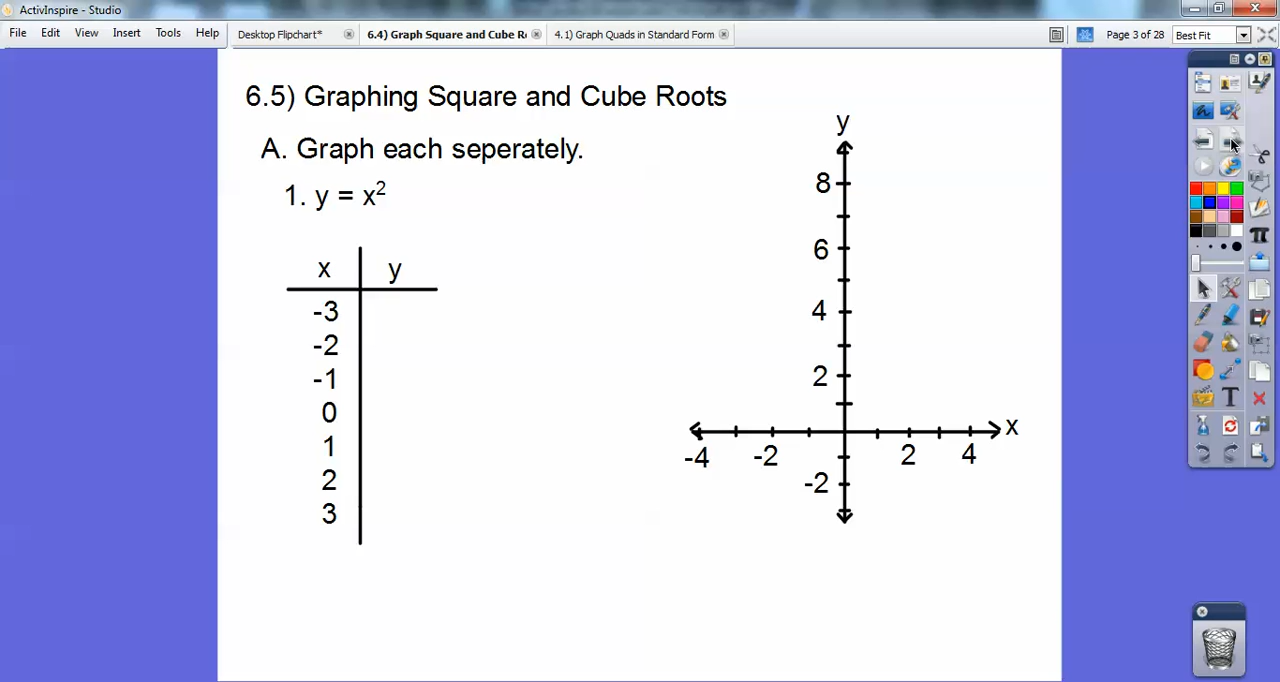 ActivInspire - Studio
File Edit View Insert Tools Help
Desktop Flipchart* 6.4) Graph Square and Cube R 4.1) Graph Quads in Standard Form
Page 3 of 28 Best Fit
6.5) Graphing Square and Cube Roots
A. Graph each seperately.
1. y = x²
x y
-3
-2
-1
0
1
2
3
y
8
6
4
2
x
-4 -2 2 4
-2